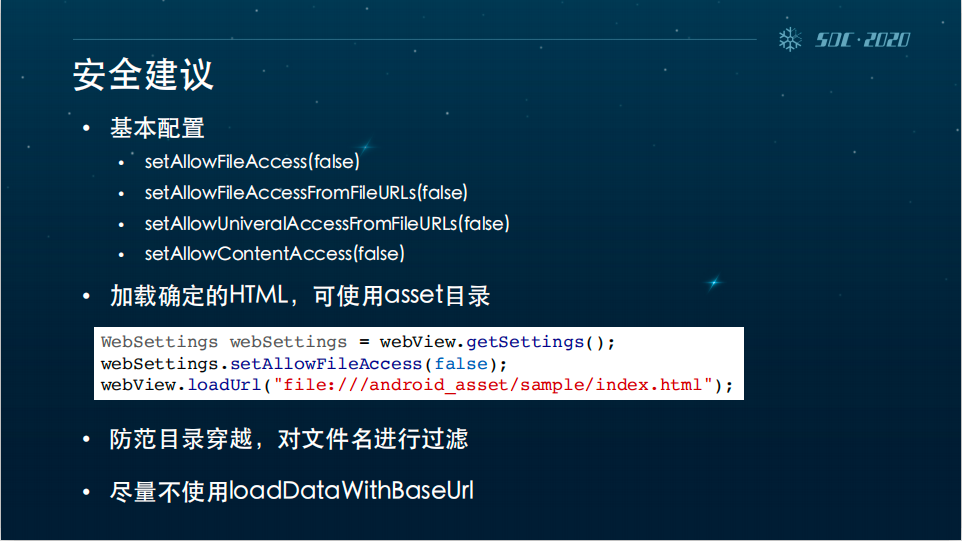 SDC·2020
安全建议
• 基本配置
• setAllowFileAccess(false)
• setAllowFileAccessFromFileURLs(false)
• setAllowUniveralAccessFromFileURLs(false)
• setAllowContentAccess(false)
• 加载确定的HTML，可使用asset目录
WebSettings webSettings = webView.getSettings();
webSettings.setAllowFileAccess(false);
webView.loadUrl("file:///android_asset/sample/index.html");
• 防范目录穿越，对文件名进行过滤
• 尽量不使用loadDataWithBaseUrl